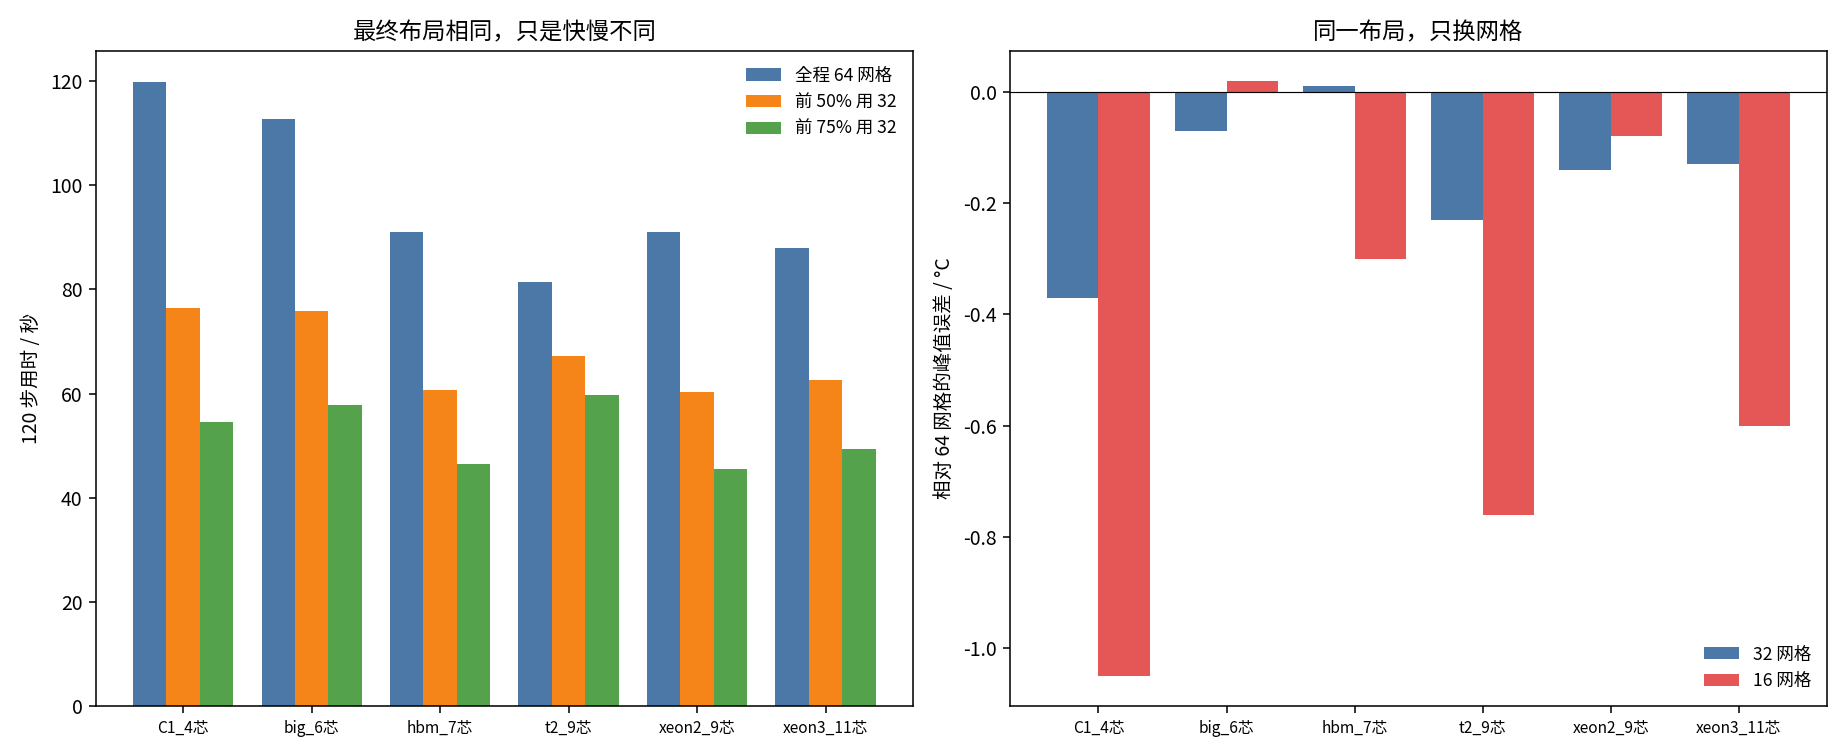 最终布局相同，只是快慢不同
120 步用时 / 秒
120
100
80
60
40
20
0
全程 64 网格
前 50% 用 32
前 75% 用 32
C1_4芯
big_6芯
hbm_7芯
t2_9芯
xeon2_9芯
xeon3_11芯
同一布局，只换网格
相对 64 网格的峰值误差 / °C
0.0
-0.2
-0.4
-0.6
-0.8
-1.0
32 网格
16 网格
C1_4芯
big_6芯
hbm_7芯
t2_9芯
xeon2_9芯
xeon3_11芯